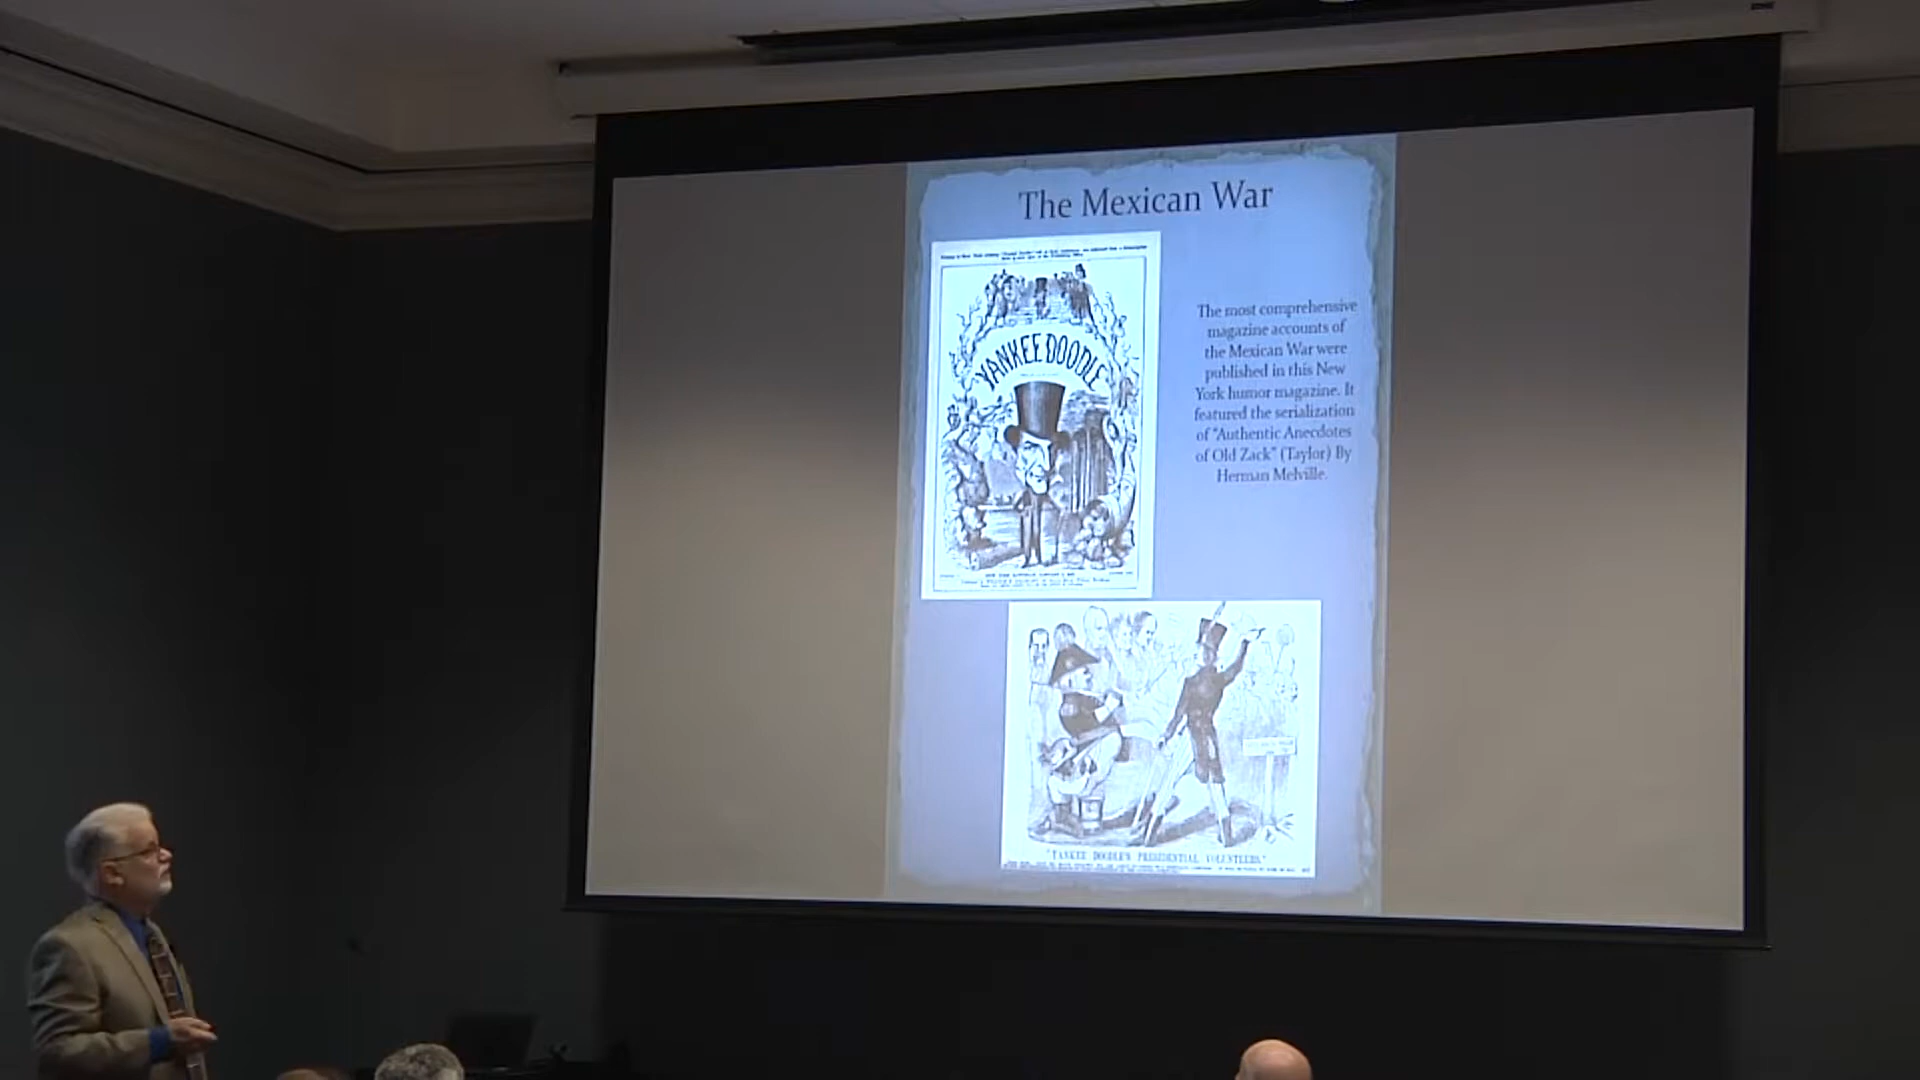 The Mexican War
YANKEE DOODLE
The most comprehensive
magazine accounts of
the Mexican War were
published in this New
York humor magazine. It
featured the serialization
of "Authentic Anecdotes
of Old Zack" (Taylor) By
Herman Melville.
"YANKEE DOODLE'S PRESIDENTIAL VOLUNTEERS."